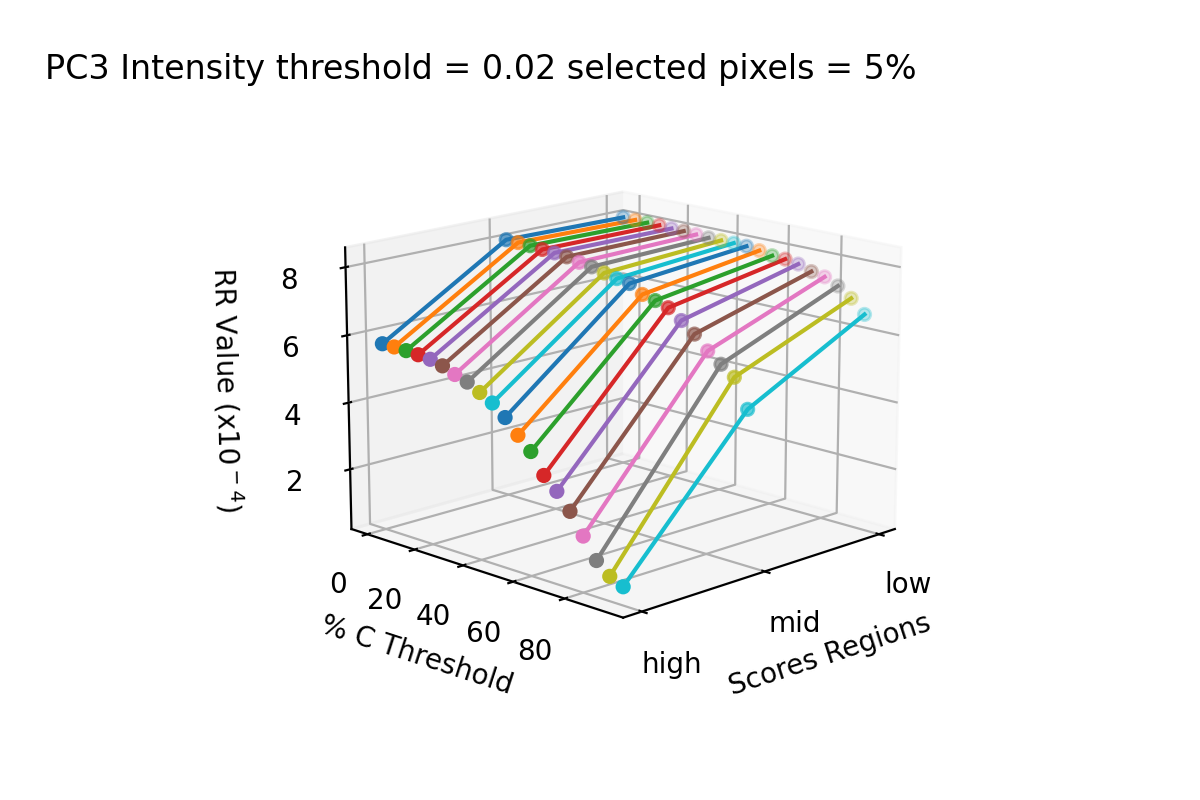 PC3 Intensity threshold = 0.02 selected pixels = 5%
RR Value (x10⁻⁴)
8
6
4
2
0
20
40
60
80
% C Threshold
low
mid
high
Scores Regions